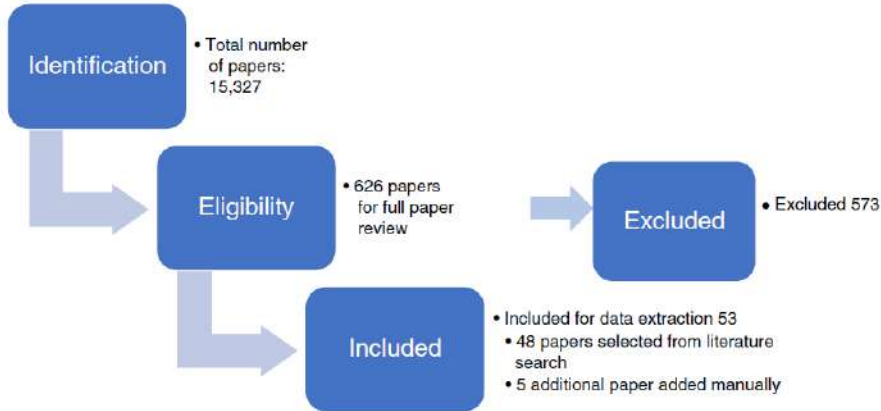 Identification
• Total number
of papers:
15,327
Eligibility
• 626 papers
for full paper
review
Excluded
• Excluded 573
Included
• Included for data extraction 53
• 48 papers selected from literature
search
• 5 additional paper added manually